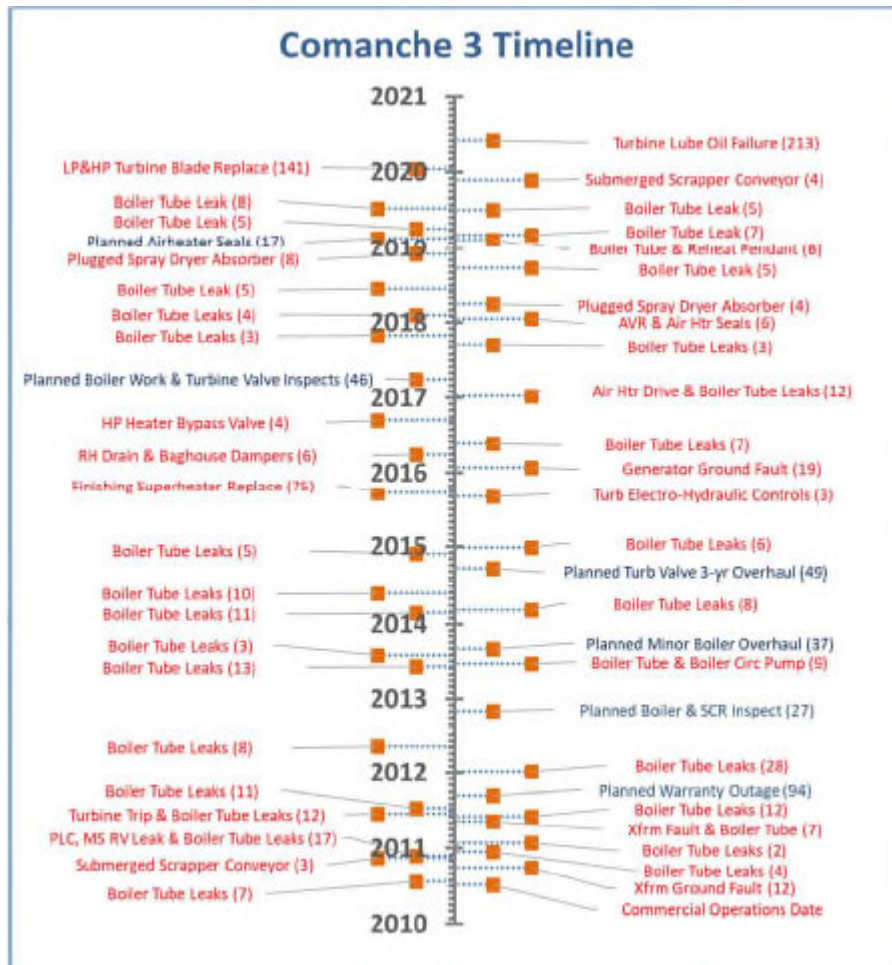 Comanche 3 Timeline
2021
Turbine Lube Oil Failure (213)
LP&HP Turbine Blade Replace (141)
2020
Submerged Scrapper Conveyor (4)
Boiler Tube Leak (8)
Boiler Tube Leak (5)
Boiler Tube Leak (5)
Boiler Tube Leak (7)
Planned Airheater Seals (17)
2019
Boiler Tube & Reheat Pendant (6)
Plugged Spray Dryer Absorber (8)
Boiler Tube Leak (5)
Boiler Tube Leak (5)
Plugged Spray Dryer Absorber (4)
Boiler Tube Leaks (4)
2018
AVR & Air Htr Seals (6)
Boiler Tube Leaks (3)
Boiler Tube Leaks (3)
Planned Boiler Work & Turbine Valve Inspects (46)
2017
Air Htr Drive & Boiler Tube Leaks (12)
HP Heater Bypass Valve (4)
Boiler Tube Leaks (7)
RH Drain & Baghouse Dampers (6)
2016
Generator Ground Fault (19)
Finishing Superheater Replace (75)
Turb Electro-Hydraulic Controls (3)
2015
Boiler Tube Leaks (6)
Boiler Tube Leaks (5)
Planned Turb Valve 3-yr Overhaul (49)
Boiler Tube Leaks (10)
Boiler Tube Leaks (8)
Boiler Tube Leaks (11)
2014
Boiler Tube Leaks (3)
Planned Minor Boiler Overhaul (37)
Boiler Tube Leaks (13)
Boiler Tube & Boiler Circ Pump (9)
2013
Planned Boiler & SCR Inspect (27)
Boiler Tube Leaks (8)
2012
Boiler Tube Leaks (28)
Boiler Tube Leaks (11)
Planned Warranty Outage (94)
Turbine Trip & Boiler Tube Leaks (12)
Boiler Tube Leaks (12)
Xfrm Fault & Boiler Tube (7)
PLC, MS RV Leak & Boiler Tube Leaks (17)
2011
Boiler Tube Leaks (2)
Submerged Scrapper Conveyor (3)
Boiler Tube Leaks (4)
Boiler Tube Leaks (7)
Xfrm Ground Fault (12)
Commercial Operations Date
2010